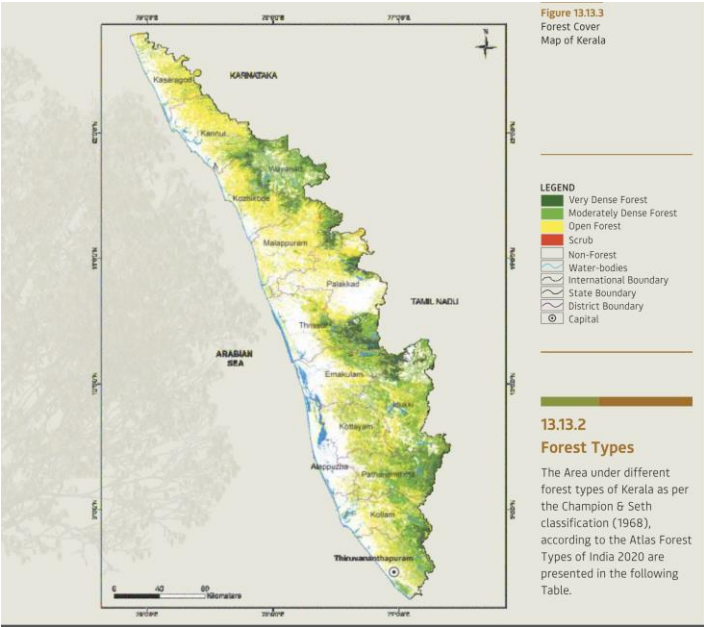 Figure 13.13.3
Forest Cover
Map of Kerala
KARNATAKA
Kasaragod
Kannur
Wayanad
Kozhikode
Malappuram
Palakkad
TAMIL NADU
Thrissur
ARABIAN
SEA
Ernakulam
Idukki
Kottayam
Alappuzha
Pathanamthitta
Kollam
Thiruvananthapuram
0 40 80
Kilometers
N
LEGEND
Very Dense Forest
Moderately Dense Forest
Open Forest
Scrub
Non-Forest
Water-bodies
International Boundary
State Boundary
District Boundary
Capital
13.13.2
Forest Types
The Area under different
forest types of Kerala as per
the Champion & Seth
classification (1968),
according to the Atlas Forest
Types of India 2020 are
presented in the following
Table.